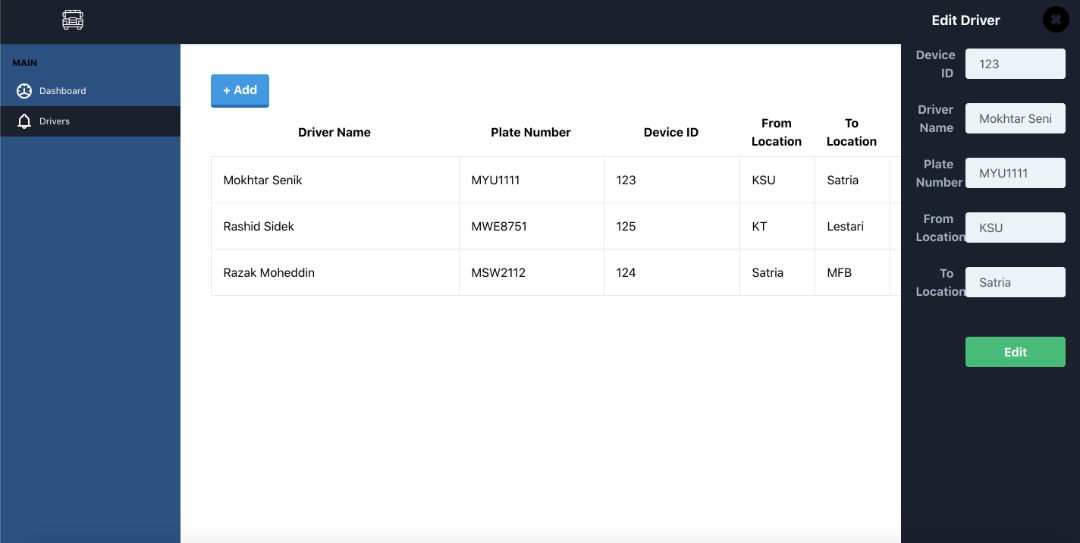 Edit Driver
MAIN
Dashboard
Drivers
+ Add
Driver Name Plate Number Device ID From Location To Location
Mokhtar Senik MYU1111 123 KSU Satria
Rashid Sidek MWE8751 125 KT Lestari
Razak Moheddin MSW2112 124 Satria MFB
Device ID 123
Driver Name Mokhtar Seni
Plate Number MYU1111
From Location KSU
To Location Satria
Edit